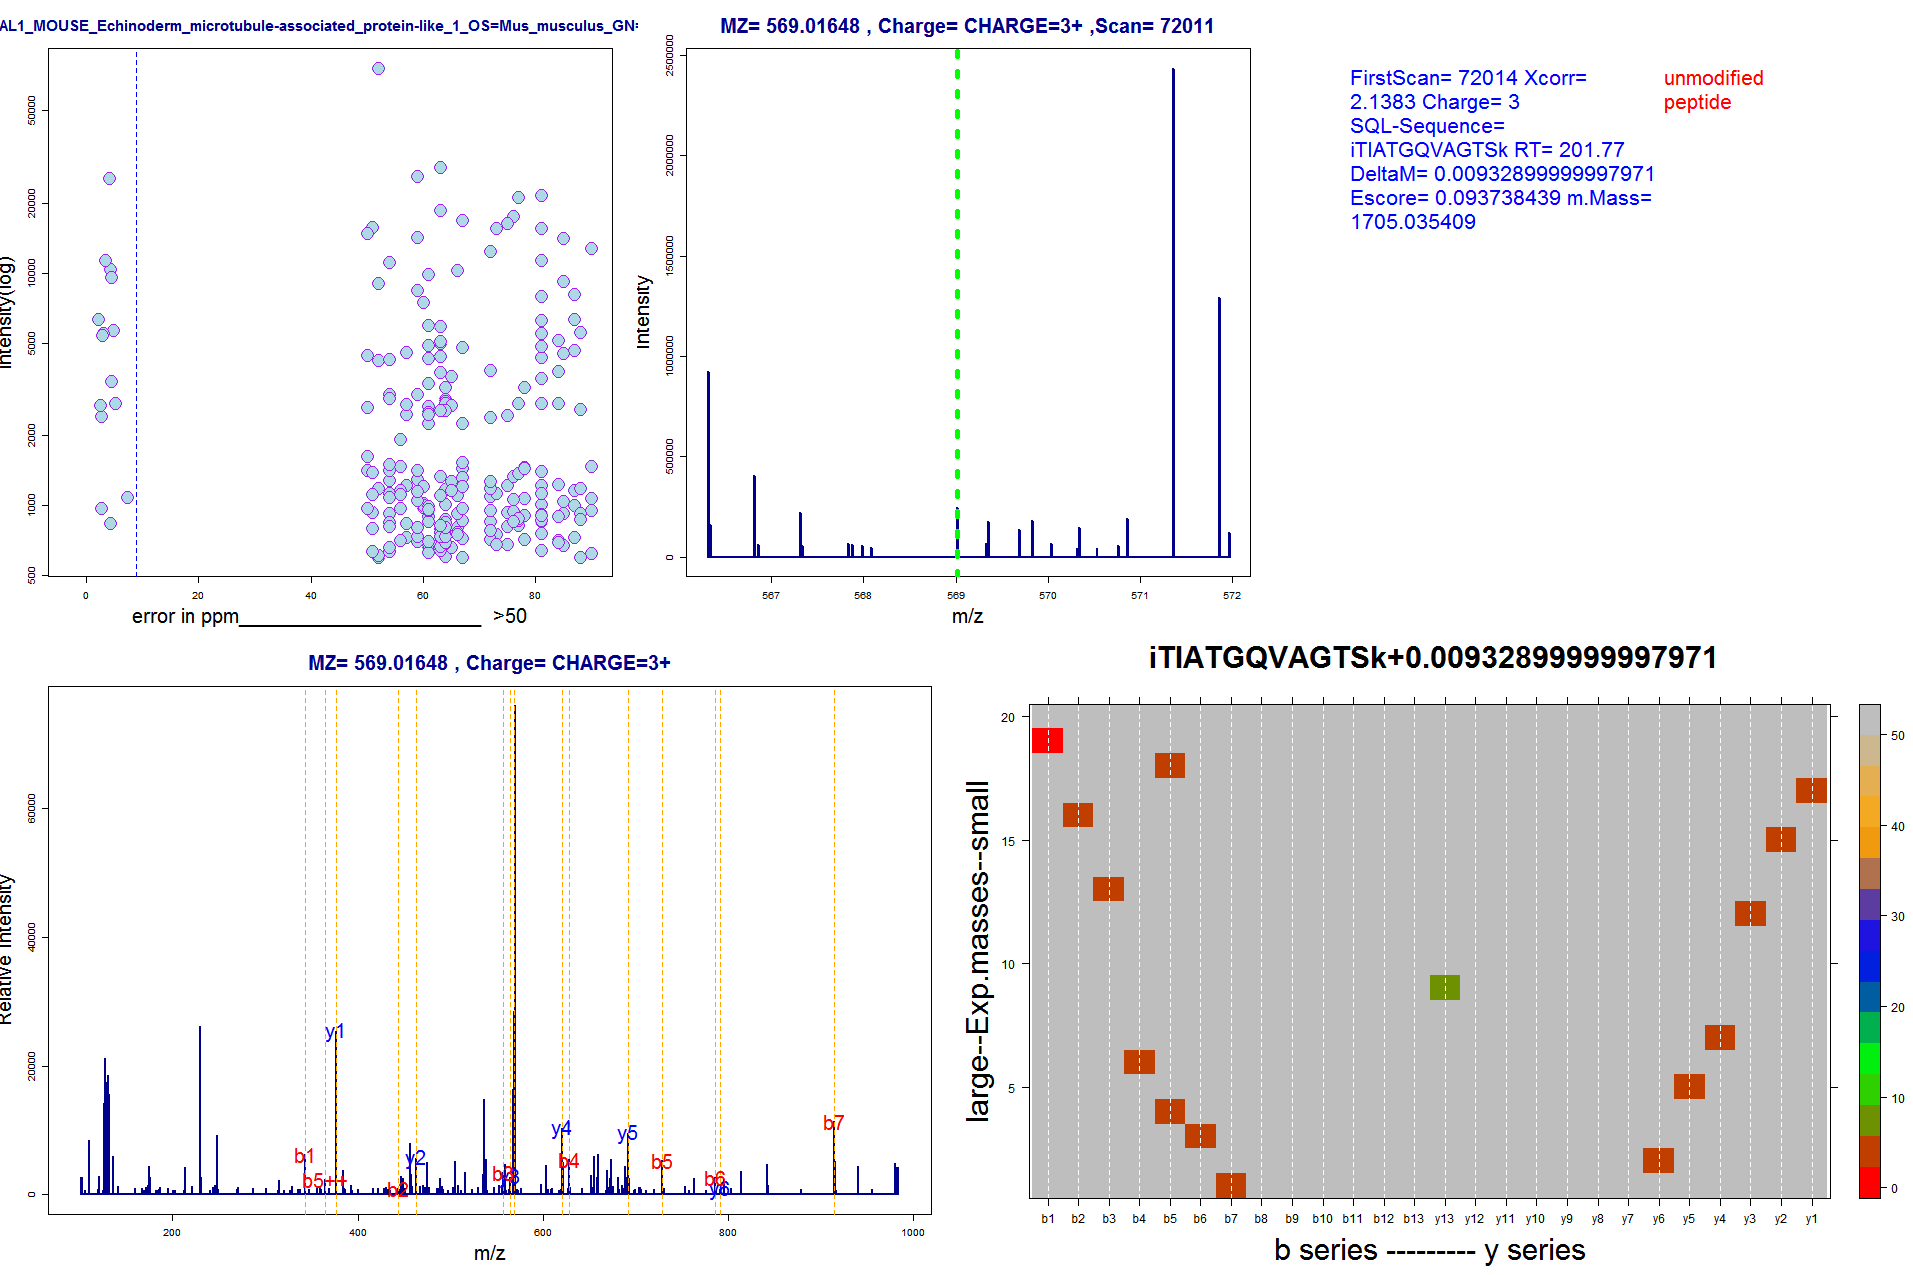 AL1_MOUSE_Echinoderm_microtubule-associated_protein-like_1_OS=Mus_musculus_GN=
Intensity(log)
500
1000
2000
5000
10000
20000
50000
0 20 40 60 80
error in ppm______________________ >50
MZ= 569.01648 , Charge= CHARGE=3+ ,Scan= 72011
Intensity
0
500000
1000000
1500000
2000000
2500000
567 568 569 570 571 572
m/z
FirstScan= 72014 Xcorr=
2.1383 Charge= 3
SQL-Sequence=
iTIATGQVAGTSk RT= 201.77
DeltaM= 0.00932899999997971
Escore= 0.093738439 m.Mass=
1705.035409
unmodified
peptide
MZ= 569.01648 , Charge= CHARGE=3+
Relative Intensity
0
20000
40000
60000
y1
b7
y4
y5
b1
y2
b4
b5
b5++
b2
b6
y6
200 400 600 800 1000
m/z
iTIATGQVAGTSk+0.00932899999997971
large--Exp.masses--small
20
15
10
5
b1 b2 b3 b4 b5 b6 b7 b8 b9 b10 b11 b12 b13 y13 y12 y11 y10 y9 y8 y7 y6 y5 y4 y3 y2 y1
b series --------- y series
50
40
30
20
10
0